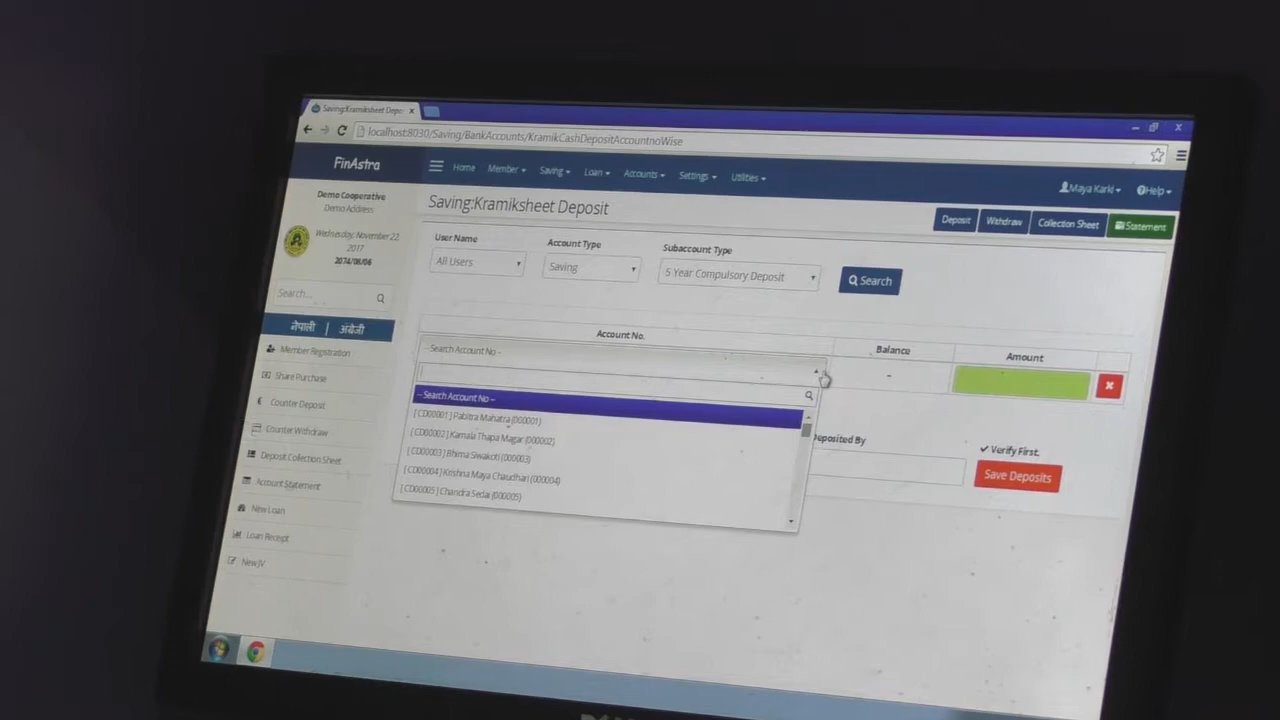 Saving:Kramiksheet Depo
localhost:8030/Saving/BankAccounts/KramikCashDepositAccountnoWise
FinAstra
Home Member Saving Loan Accounts Settings Utilities
Maya Karki Help
Demo Cooperative
Demo Address
Wednesday, November 22,
2017
2074/08/06
Search...
नेपाली | अंग्रेजी
Member Registration
Share Purchase
Counter Deposit
Counter Withdraw
Deposit Collection Sheet
Account Statement
New Loan
Loan Receipt
New JV
Saving:Kramiksheet Deposit
Deposit Withdraw Collection Sheet Statement
User Name Account Type Subaccount Type
All Users Saving 5 Year Compulsory Deposit Search
Account No. Balance Amount
-- Search Account No --
-
-- Search Account No --
[ CD00001 ] Pabitra Mahatra (000001)
[ CD00002 ] Kamala Thapa Magar (000002)
[ CD00003 ] Bhima Siwakoti (000003)
[ CD00004 ] Krishna Maya Chaudhari (000004)
[ CD00005 ] Chandra Sedai (000005)
Deposited By
Verify First.
Save Deposits